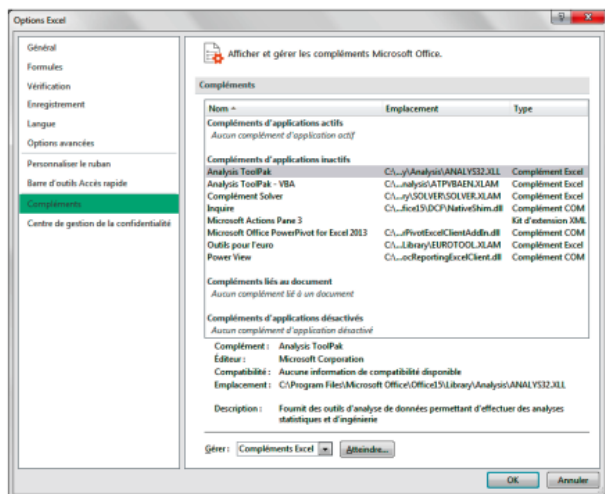 Options Excel
Général
Formules
Vérification
Enregistrement
Langue
Options avancées
Personnaliser le ruban
Barre d'outils Accès rapide
Compléments
Centre de gestion de la confidentialité
Afficher et gérer les compléments Microsoft Office.
Compléments
Nom Emplacement Type
Compléments d'applications actifs
Aucun complément d'application actif
Compléments d'applications inactifs
Analysis ToolPak C:\...y\Analysis\ANALYS32.XLL Complément Excel
Analysis ToolPak - VBA C:\...nalysis\ATPVBAEN.XLAM Complément Excel
Complément Solver C:\...ry\SOLVER\SOLVER.XLAM Complément Excel
Inquire C:\...fice15\DCF\NativeShim.dll Complément COM
Microsoft Actions Pane 3 Kit d'extension XML
Microsoft Office PowerPivot for Excel 2013 C:\...rPivotExcelClientAddIn.dll Complément COM
Outils pour l'euro C:\...Library\EUROTOOL.XLAM Complément Excel
Power View C:\...ocReportingExcelClient.dll Complément COM
Compléments liés au document
Aucun complément lié à un document
Compléments d'applications désactivés
Aucun complément d'application désactivé
Complément : Analysis ToolPak
Éditeur : Microsoft Corporation
Compatibilité : Aucune information de compatibilité disponible
Emplacement : C:\Program Files\Microsoft Office\Office15\Library\Analysis\ANALYS32.XLL
Description : Fournit des outils d'analyse de données permettant d'effectuer des analyses
statistiques et d'ingénierie
Gérer : Compléments Excel Atteindre...
OK Annuler